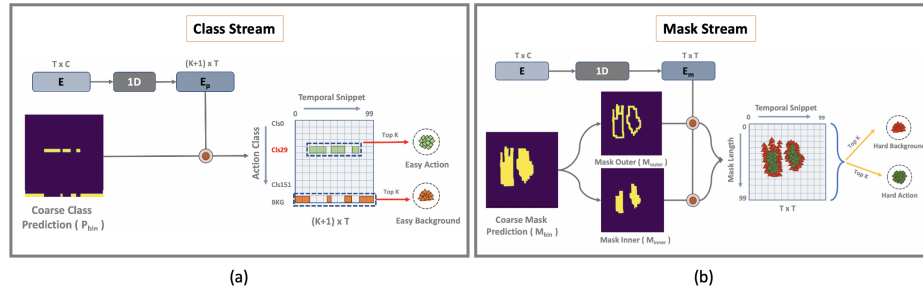 Class Stream
T x C
(K+1) x T
E
1D
Ep
Temporal Snippet
0
99
Action Class
Cls0
Cls29
Cls151
BKG
Top K
Easy Action
Top K
Easy Background
(K+1) x T
Coarse Class
Prediction ( Pbin )
(a)
Mask Stream
T x C
T x T
E
1D
Em
Mask Outer ( Mouter )
Mask Inner ( Minner )
Coarse Mask
Prediction ( Mbin )
Temporal Snippet
0
99
Mask Length
0
99
T x T
Top K
Hard Background
Top K
Hard Action
(b)